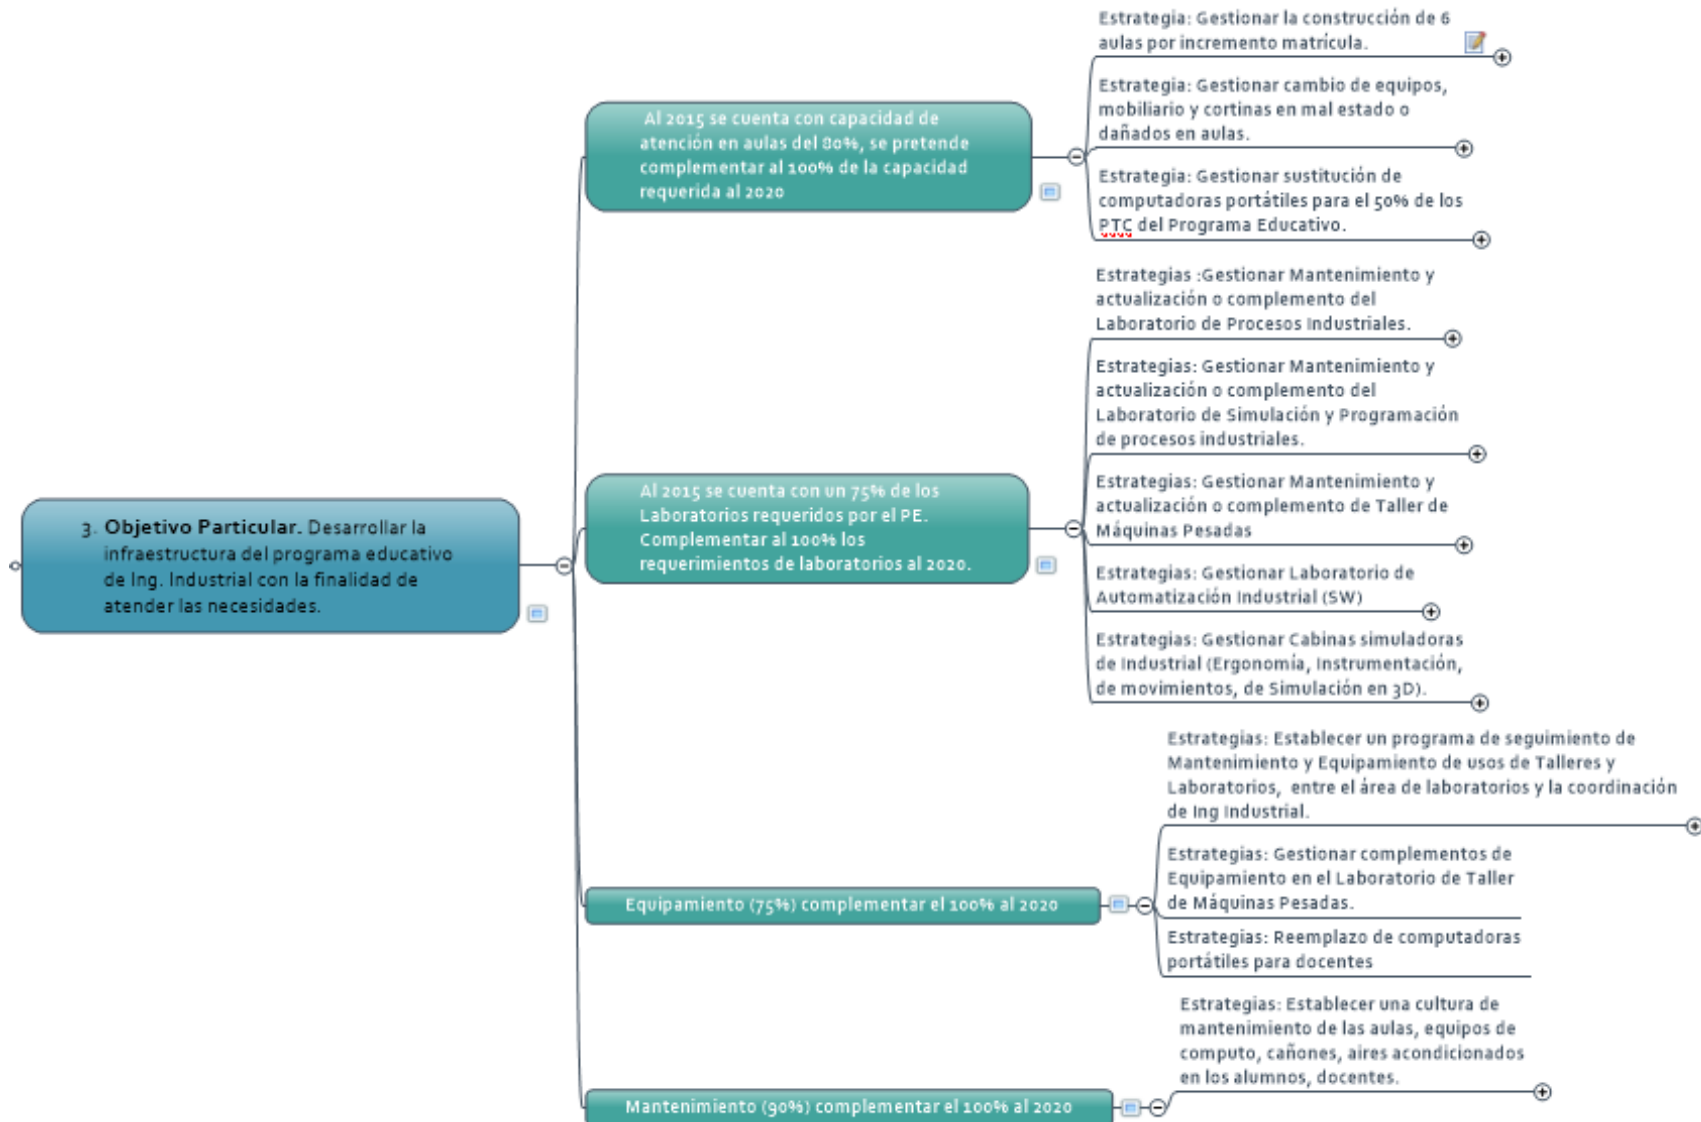 3. Objetivo Particular. Desarrollar la
infraestructura del programa educativo
de Ing. Industrial con la finalidad de
atender las necesidades.
Al 2015 se cuenta con capacidad de
atención en aulas del 80%, se pretende
complementar al 100% de la capacidad
requerida al 2020
Estrategia: Gestionar la construcción de 6
aulas por incremento matrícula.
Estrategia: Gestionar cambio de equipos,
mobiliario y cortinas en mal estado o
dañados en aulas.
Estrategia: Gestionar sustitución de
computadoras portátiles para el 50% de los
PTC del Programa Educativo.
Al 2015 se cuenta con un 75% de los
Laboratorios requeridos por el PE.
Complementar al 100% los
requerimientos de laboratorios al 2020.
Estrategias :Gestionar Mantenimiento y
actualización o complemento del
Laboratorio de Procesos Industriales.
Estrategias: Gestionar Mantenimiento y
actualización o complemento del
Laboratorio de Simulación y Programación
de procesos industriales.
Estrategias: Gestionar Mantenimiento y
actualización o complemento de Taller de
Máquinas Pesadas
Estrategias: Gestionar Laboratorio de
Automatización Industrial (SW)
Estrategias: Gestionar Cabinas simuladoras
de Industrial (Ergonomía, Instrumentación,
de movimientos, de Simulación en 3D).
Equipamiento (75%) complementar el 100% al 2020
Estrategias: Establecer un programa de seguimiento de
Mantenimiento y Equipamiento de usos de Talleres y
Laboratorios, entre el área de laboratorios y la coordinación
de Ing Industrial.
Estrategias: Gestionar complementos de
Equipamiento en el Laboratorio de Taller
de Máquinas Pesadas.
Estrategias: Reemplazo de computadoras
portátiles para docentes
Mantenimiento (90%) complementar el 100% al 2020
Estrategias: Establecer una cultura de
mantenimiento de las aulas, equipos de
computo, cañones, aires acondicionados
en los alumnos, docentes.